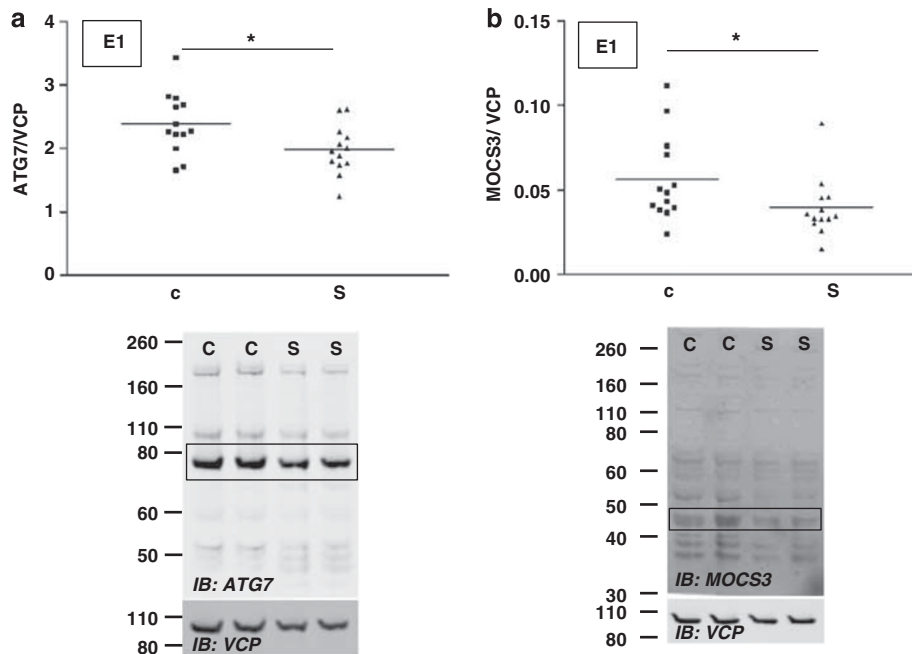 a
E1
*
4
3
2
1
0
ATG7/VCP
c
S
C C S S
260
160
110
80
60
50
IB: ATG7
110
80
IB: VCP
b
E1
*
0.15
0.10
0.05
0.00
MOCS3/ VCP
c
S
C C S S
260
160
110
80
60
50
40
30
IB: MOCS3
110
80
IB: VCP